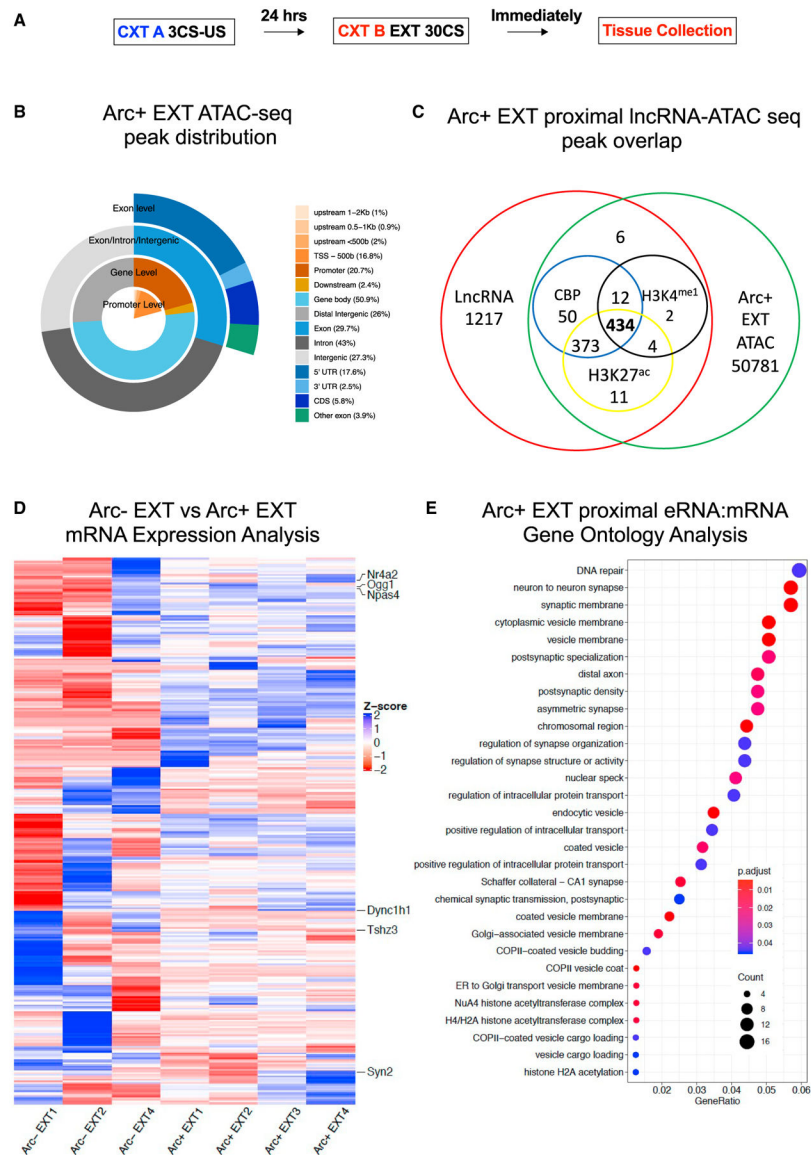 A
CXT A 3CS-US
24 hrs
CXT B EXT 30CS
Immediately
Tissue Collection
B
Arc+ EXT ATAC-seq
peak distribution
Exon level
Exon/Intron/Intergenic
Gene Level
Promoter Level
upstream 1-2Kb (1%)
upstream 0.5-1Kb (0.9%)
upstream <500b (2%)
TSS - 500b (16.8%)
Promoter (20.7%)
Downstream (2.4%)
Gene body (50.9%)
Distal Intergenic (26%)
Exon (29.7%)
Intron (43%)
Intergenic (27.3%)
5' UTR (17.6%)
3' UTR (2.5%)
CDS (5.8%)
Other exon (3.9%)
C
Arc+ EXT proximal lncRNA-ATAC seq
peak overlap
6
LncRNA
1217
CBP
50
12
H3K4me1
2
434
373
4
H3K27ac
11
Arc+
EXT
ATAC
50781
D
Arc- EXT vs Arc+ EXT
mRNA Expression Analysis
Nr4a2
Ogg1
Npas4
Dync1h1
Tshz3
Syn2
Z-score
2
1
0
−1
−2
Arc− EXT1
Arc− EXT2
Arc− EXT4
Arc+ EXT1
Arc+ EXT2
Arc+ EXT3
Arc+ EXT4
E
Arc+ EXT proximal eRNA:mRNA
Gene Ontology Analysis
DNA repair
neuron to neuron synapse
synaptic membrane
cytoplasmic vesicle membrane
vesicle membrane
postsynaptic specialization
distal axon
postsynaptic density
asymmetric synapse
chromosomal region
regulation of synapse organization
regulation of synapse structure or activity
nuclear speck
regulation of intracellular protein transport
endocytic vesicle
positive regulation of intracellular transport
coated vesicle
positive regulation of intracellular protein transport
Schaffer collateral − CA1 synapse
chemical synaptic transmission, postsynaptic
coated vesicle membrane
Golgi−associated vesicle membrane
COPII−coated vesicle budding
COPII vesicle coat
ER to Golgi transport vesicle membrane
NuA4 histone acetyltransferase complex
H4/H2A histone acetyltransferase complex
COPII−coated vesicle cargo loading
vesicle cargo loading
histone H2A acetylation
p.adjust
0.01
0.02
0.03
0.04
Count
4
8
12
16
0.02 0.03 0.04 0.05 0.06
GeneRatio